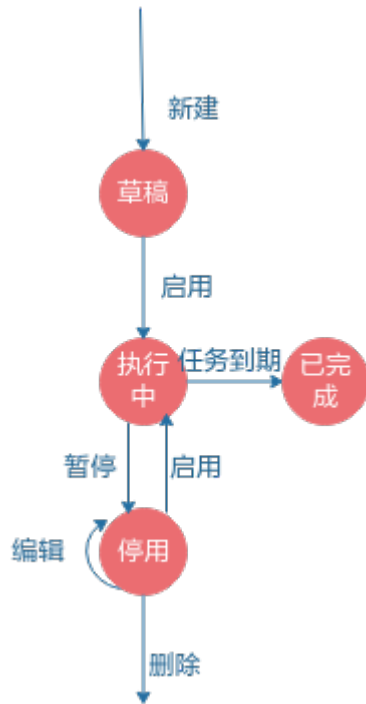 新建
草稿
启用
执行
中
任务到期
已完
成
暂停
启用
编辑
停用
删除